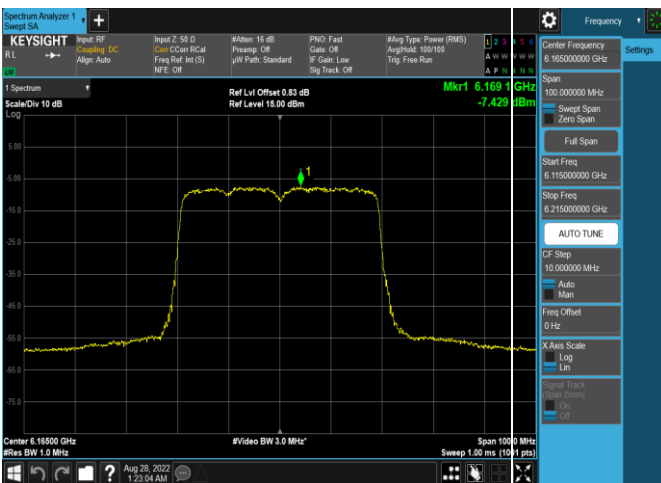 Spectrum Analyzer 1
Swept SA
Frequency
KEYSIGHT
R L
Input: RF
Coupling: DC
Align: Auto
Input Z: 50 Ω
Corr CCorr RCal
Freq Ref: Int (S)
NFE: Off
#Atten: 16 dB
Preamp: Off
µW Path: Standard
PNO: Fast
Gate: Off
IF Gain: Low
Sig Track: Off
#Avg Type: Power (RMS)
Avg|Hold: 100/100
Trig: Free Run
1 2 3 4 5 6
A W W W W W
A P N N N N
1 Spectrum
Scale/Div 10 dB
Log
Ref Lvl Offset 0.83 dB
Ref Level 15.00 dBm
Mkr1 6.169 1 GHz
-7.429 dBm
1
5.00
-5.00
-15.0
-25.0
-35.0
-45.0
-55.0
-65.0
-75.0
Center 6.16500 GHz
#Res BW 1.0 MHz
#Video BW 3.0 MHz*
Span 100.0 MHz
Sweep 1.00 ms (1001 pts)
Aug 28, 2022
1:23:04 AM
Center Frequency
6.165000000 GHz
Settings
Span
100.000000 MHz
Swept Span
Zero Span
Full Span
Start Freq
6.115000000 GHz
Stop Freq
6.215000000 GHz
AUTO TUNE
CF Step
10.000000 MHz
Auto
Man
Freq Offset
0 Hz
X Axis Scale
Log
Lin
Signal Track
(Span Zoom)
On
Off